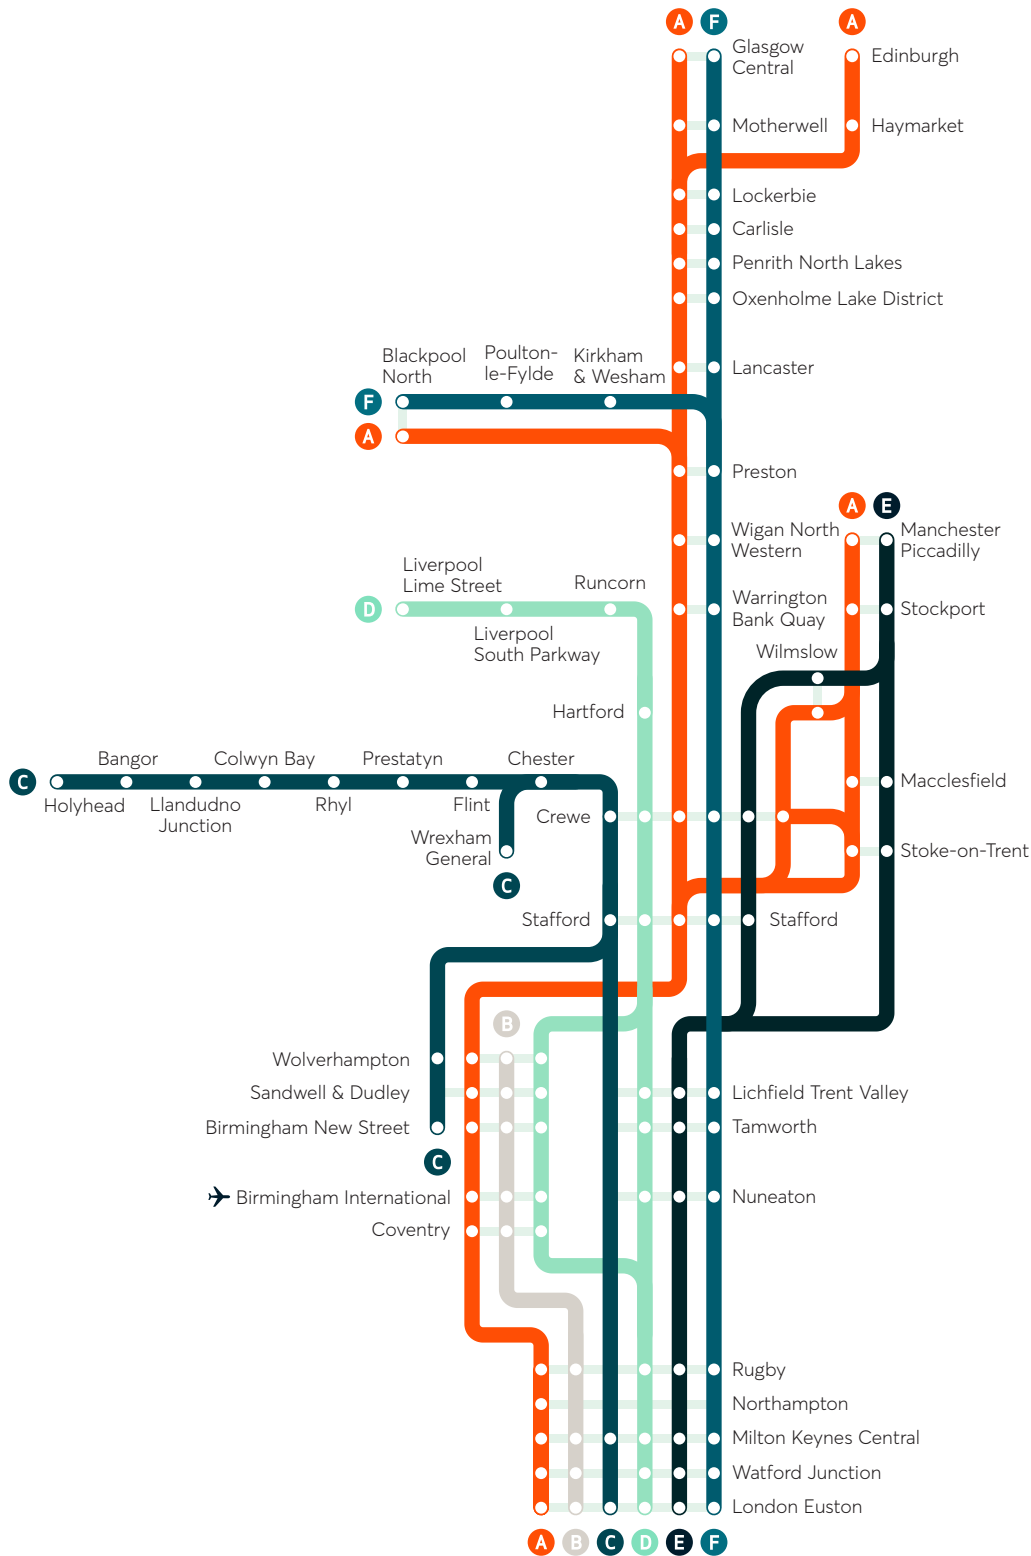 A
F
A
Glasgow
Central
Edinburgh
Motherwell
Haymarket
Lockerbie
Carlisle
Penrith North Lakes
Oxenholme Lake District
Blackpool
North
Poulton-
le-Fylde
Kirkham
& Wesham
Lancaster
F
A
Preston
A
E
Wigan North
Western
Manchester
Piccadilly
Liverpool
Lime Street
Runcorn
D
Warrington
Bank Quay
Stockport
Liverpool
South Parkway
Wilmslow
Hartford
Bangor
Colwyn Bay
Prestatyn
Chester
C
Macclesfield
Holyhead
Llandudno
Junction
Rhyl
Flint
Crewe
Wrexham
General
Stoke-on-Trent
C
Stafford
Stafford
B
Wolverhampton
Sandwell & Dudley
Lichfield Trent Valley
Birmingham New Street
Tamworth
C
Birmingham International
Nuneaton
Coventry
Rugby
Northampton
Milton Keynes Central
Watford Junction
London Euston
A
B
C
D
E
F